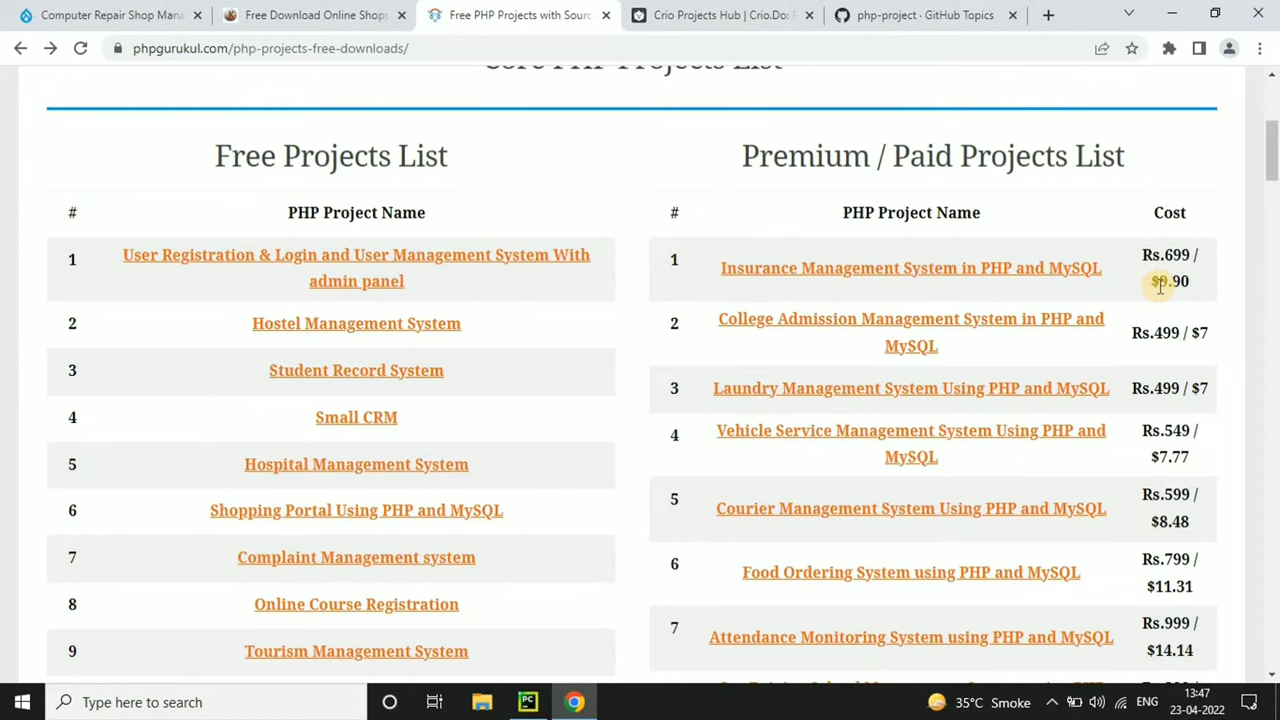 Computer Repair Shop Mana
Free Download Online Shopp
Free PHP Projects with Sourc
Crio Projects Hub | Crio.Do:
php-project · GitHub Topics
phpgurukul.com/php-projects-free-downloads/
Core PHP Projects List
Free Projects List
# PHP Project Name
1 User Registration & Login and User Management System With
admin panel
2 Hostel Management System
3 Student Record System
4 Small CRM
5 Hospital Management System
6 Shopping Portal Using PHP and MySQL
7 Complaint Management system
8 Online Course Registration
9 Tourism Management System
Premium / Paid Projects List
# PHP Project Name Cost
1 Insurance Management System in PHP and MySQL Rs.699 /
$9.90
2 College Admission Management System in PHP and
MySQL Rs.499 / $7
3 Laundry Management System Using PHP and MySQL Rs.499 / $7
4 Vehicle Service Management System Using PHP and
MySQL Rs.549 /
$7.77
5 Courier Management System Using PHP and MySQL Rs.599 /
$8.48
6 Food Ordering System using PHP and MySQL Rs.799 /
$11.31
7 Attendance Monitoring System using PHP and MySQL Rs.999 /
$14.14
Type here to search
PC
35°C Smoke
ENG
13:47
23-04-2022